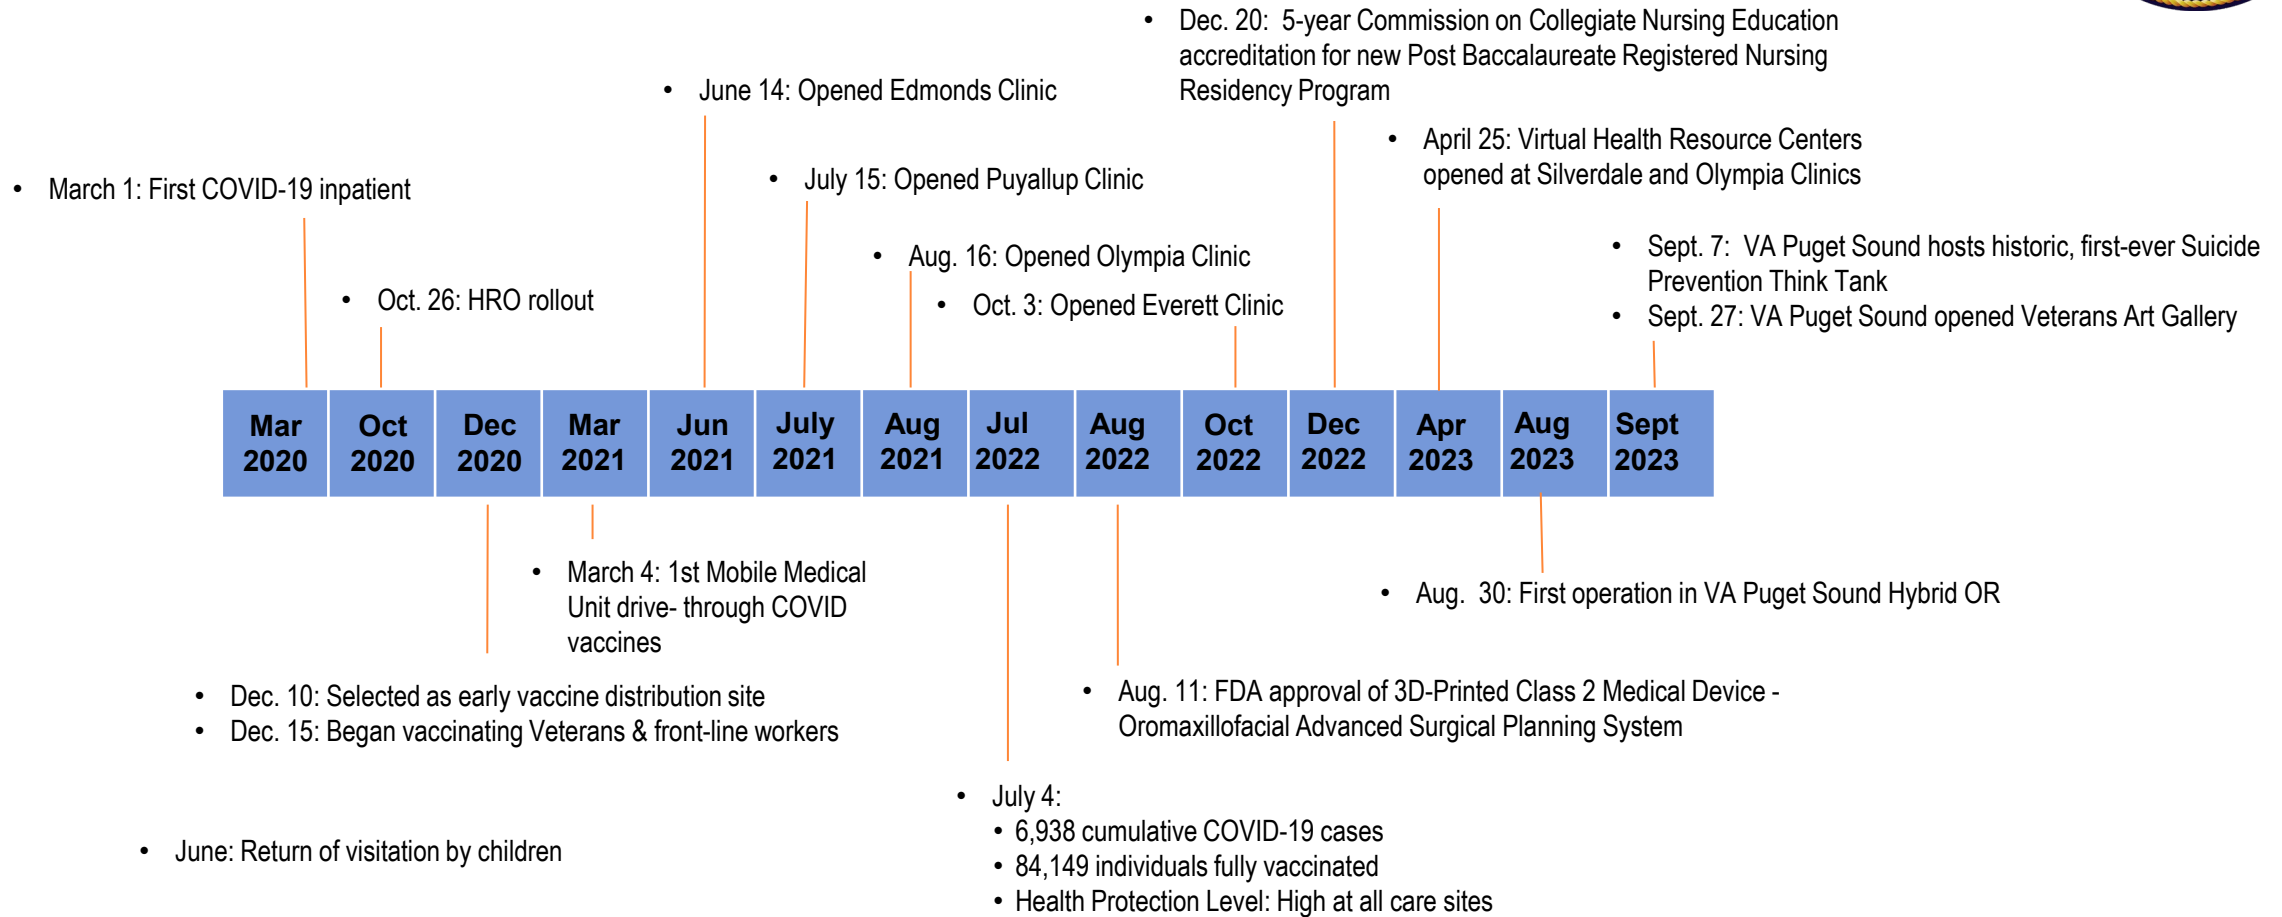 • Dec. 20:  5-year Commission on Collegiate Nursing Education
accreditation for new Post Baccalaureate Registered Nursing
Residency Program
• June 14: Opened Edmonds Clinic
• April 25: Virtual Health Resource Centers
opened at Silverdale and Olympia Clinics
• March 1: First COVID-19 inpatient
• July 15: Opened Puyallup Clinic
• Aug. 16: Opened Olympia Clinic
• Sept. 7:  VA Puget Sound hosts historic, first-ever Suicide
Prevention Think Tank
• Sept. 27: VA Puget Sound opened Veterans Art Gallery
• Oct. 26: HRO rollout
• Oct. 3: Opened Everett Clinic
Mar
2020
Oct
2020
Dec
2020
Mar
2021
Jun
2021
July
2021
Aug
2021
Jul
2022
Aug
2022
Oct
2022
Dec
2022
Apr
2023
Aug
2023
Sept
2023
• March 4: 1st Mobile Medical
Unit drive- through COVID
vaccines
• Aug.  30: First operation in VA Puget Sound Hybrid OR
• Dec. 10: Selected as early vaccine distribution site
• Dec. 15: Began vaccinating Veterans & front-line workers
• Aug. 11: FDA approval of 3D-Printed Class 2 Medical Device -
Oromaxillofacial Advanced Surgical Planning System
• July 4:
• 6,938 cumulative COVID-19 cases
• 84,149 individuals fully vaccinated
• Health Protection Level: High at all care sites
• June: Return of visitation by children